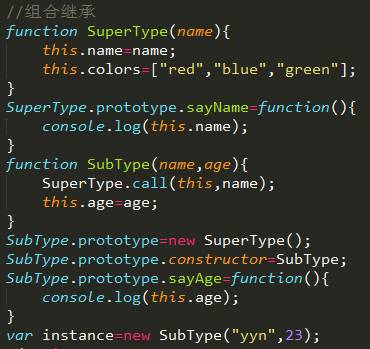 //组合继承
function SuperType(name){
    this.name=name;
    this.colors=["red","blue","green"];
}
SuperType.prototype.sayName=function(){
    console.log(this.name);
}
function SubType(name,age){
    SuperType.call(this,name);
    this.age=age;
}
SubType.prototype=new SuperType();
SubType.prototype.constructor=SubType;
SubType.prototype.sayAge=function(){
    console.log(this.age);
}
var instance=new SubType("yyn",23);